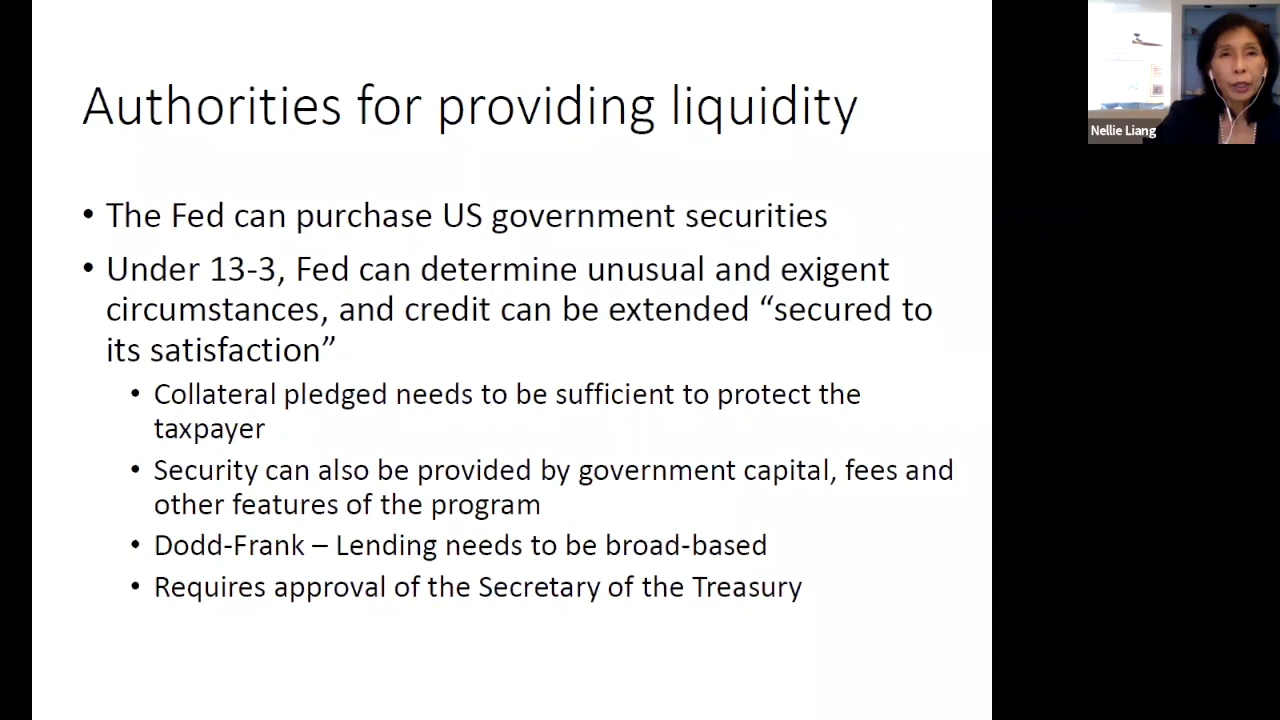 Authorities for providing liquidity
• The Fed can purchase US government securities
• Under 13-3, Fed can determine unusual and exigent
circumstances, and credit can be extended “secured to
its satisfaction”
• Collateral pledged needs to be sufficient to protect the
taxpayer
• Security can also be provided by government capital, fees and
other features of the program
• Dodd-Frank – Lending needs to be broad-based
• Requires approval of the Secretary of the Treasury
Nellie Liang